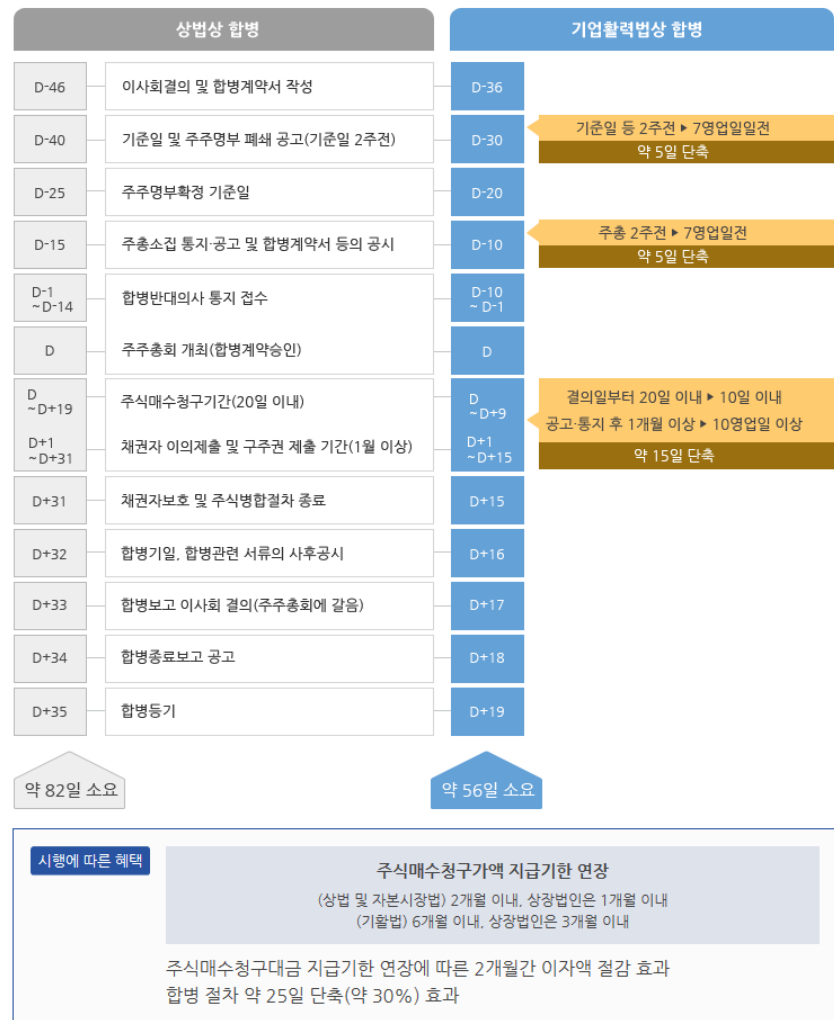 상법상 합병
기업활력법상 합병
D-46
이사회결의 및 합병계약서 작성
D-36
D-40
기준일 및 주주명부 폐쇄 공고(기준일 2주전)
D-30
기준일 등 2주전 ▶ 7영업일일전
약 5일 단축
D-25
주주명부확정 기준일
D-20
D-15
주총소집 통지·공고 및 합병계약서 등의 공시
D-10
주총 2주전 ▶ 7영업일전
약 5일 단축
D-1
~D-14
합병반대의사 통지 접수
D-10
~ D-1
D
주주총회 개최(합병계약승인)
D
D
~D+19
주식매수청구기간(20일 이내)
D
~D+9
결의일부터 20일 이내 ▶ 10일 이내
공고·통지 후 1개월 이상 ▶ 10영업일 이상
약 15일 단축
D+1
~D+31
채권자 이의제출 및 구주권 제출 기간(1월 이상)
D+1
~D+15
D+31
채권자보호 및 주식병합절차 종료
D+15
D+32
합병기일, 합병관련 서류의 사후공시
D+16
D+33
합병보고 이사회 결의(주주총회에 갈음)
D+17
D+34
합병종료보고 공고
D+18
D+35
합병등기
D+19
약 82일 소요
약 56일 소요
시행에 따른 혜택
주식매수청구가액 지급기한 연장
(상법 및 자본시장법) 2개월 이내, 상장법인은 1개월 이내
(기활법) 6개월 이내, 상장법인은 3개월 이내
주식매수청구대금 지급기한 연장에 따른 2개월간 이자액 절감 효과
합병 절차 약 25일 단축(약 30%) 효과